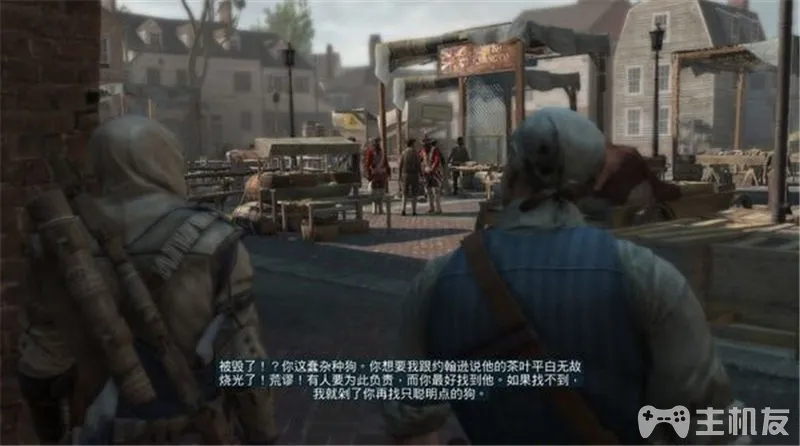 被毁了！？你这蠢杂种狗。你想要我跟约翰逊说他的茶叶平白无故
烧光了！荒谬！有人要为此负责，而你最好找到他。如果找不到，
我就剁了你再找只聪明点的狗。
主机友